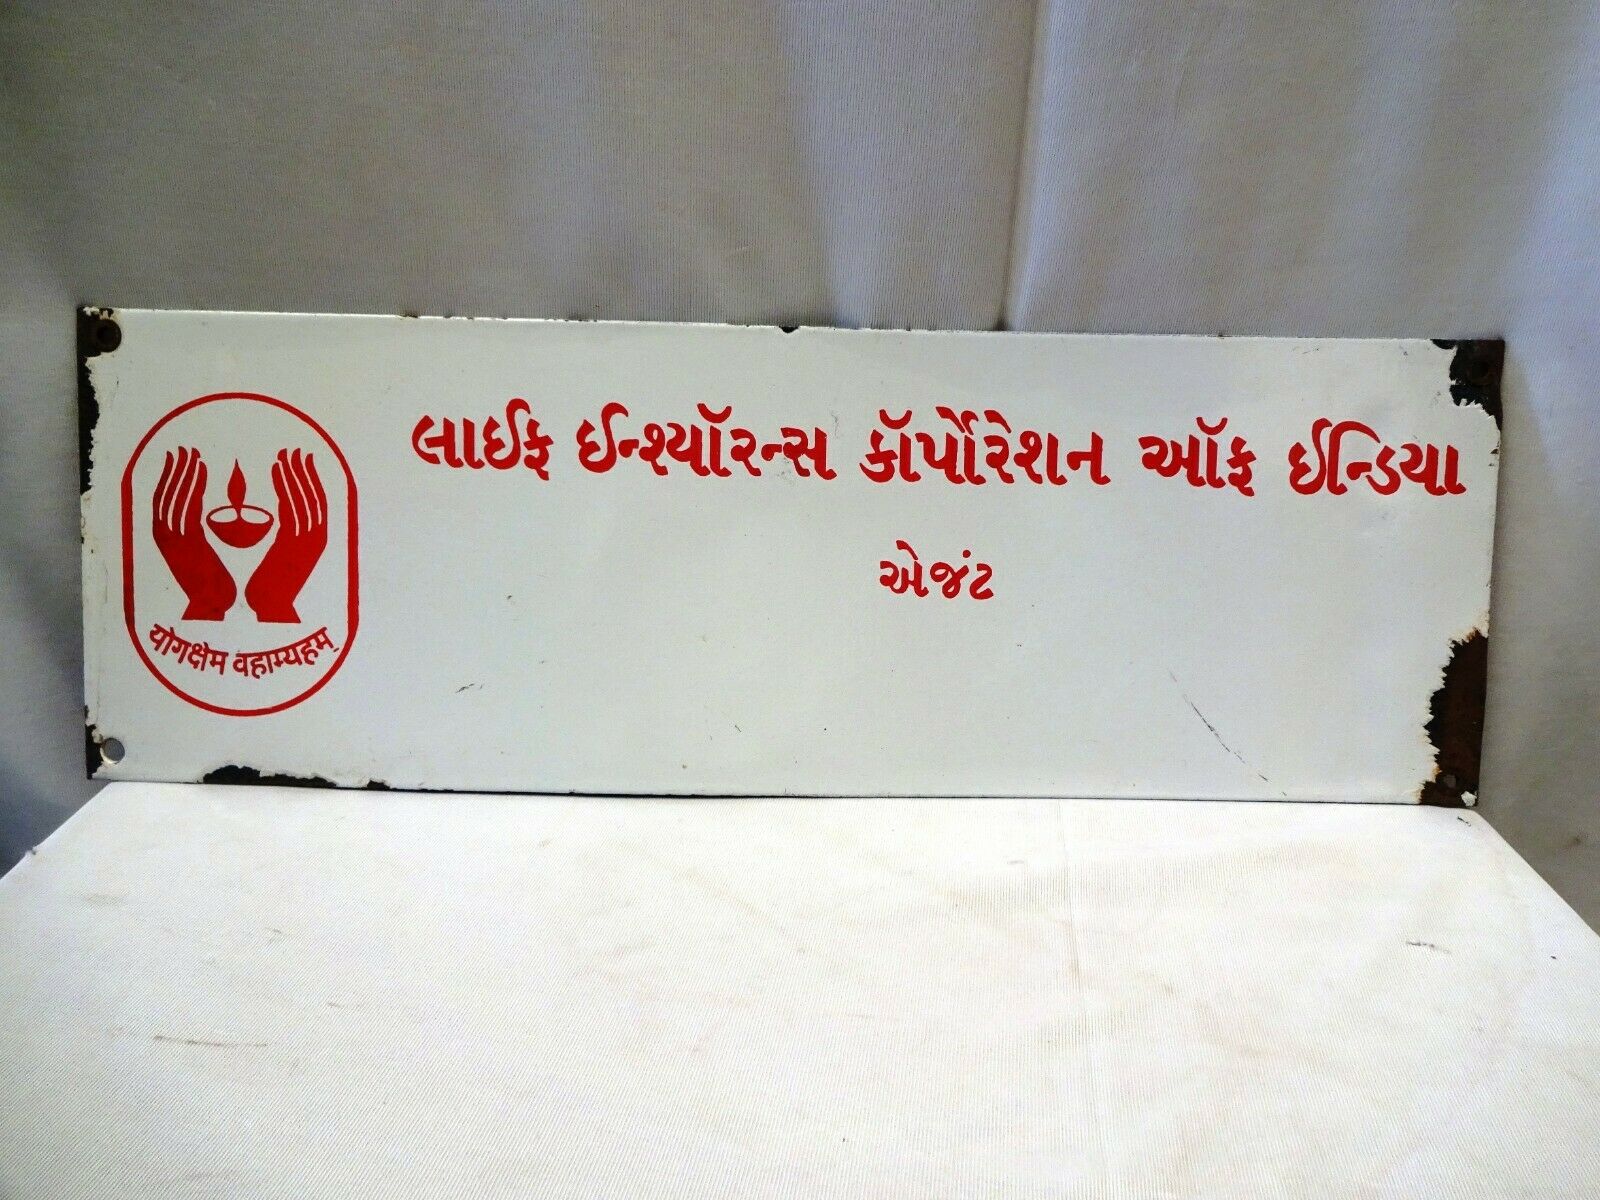 લાઈફ ઈન્શ્યૉરન્સ કૉર્પોરેશન ઑફ ઈન્ડિયા
એજંટ
योगक्षेम वहाम्यहम्